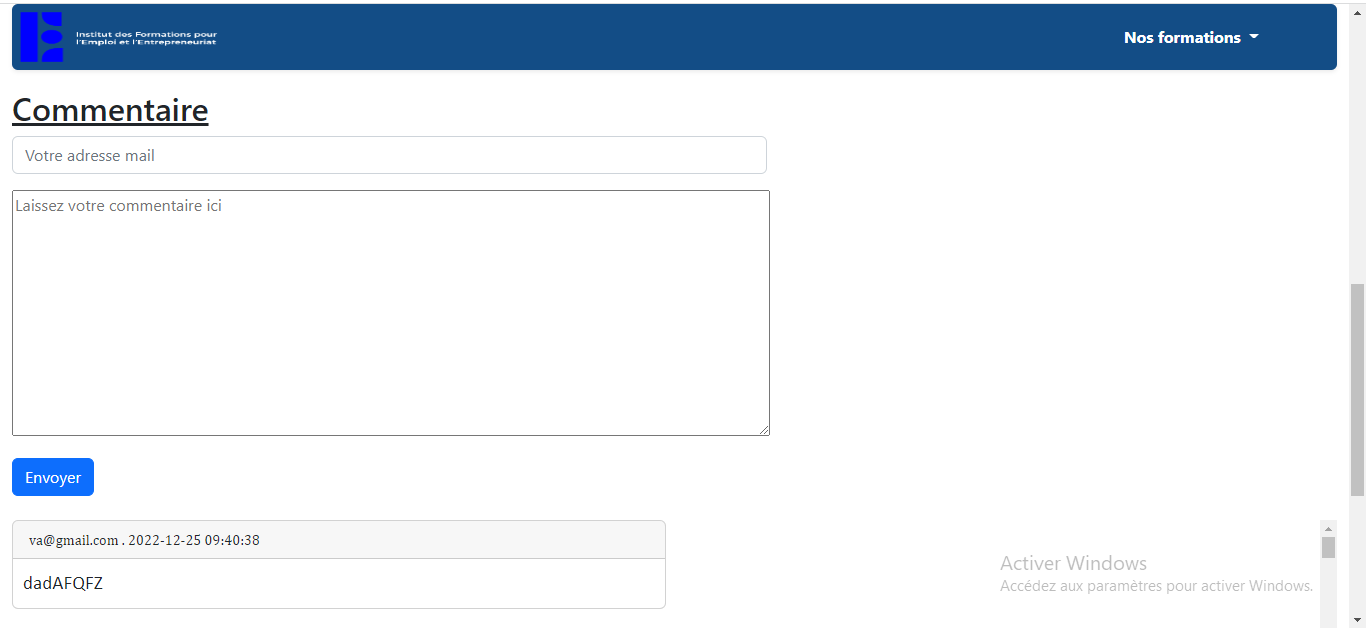 Institut des Formations pour
l'Emploi et l'Entrepreneuriat
Nos formations
Commentaire
Votre adresse mail
Laissez votre commentaire ici
Envoyer
va@gmail.com . 2022-12-25 09:40:38
dadAFQFZ
Activer Windows
Accédez aux paramètres pour activer Windows.